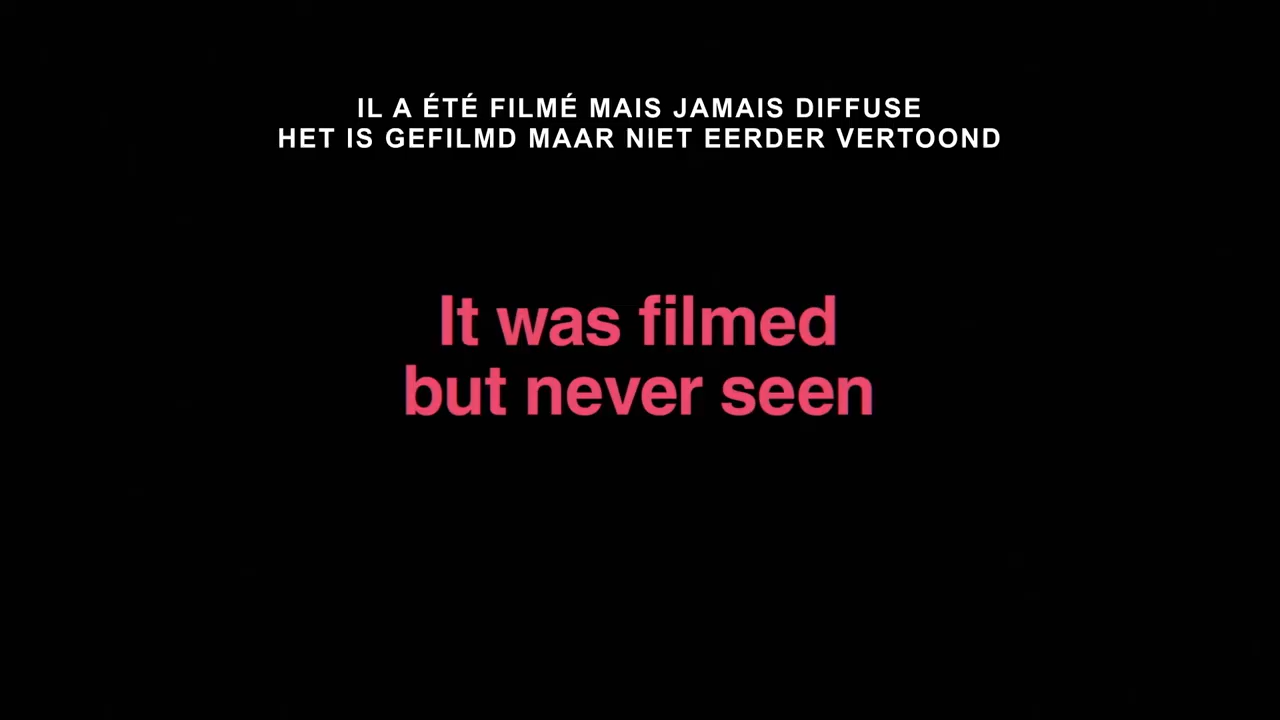 IL A ÉTÉ FILMÉ MAIS JAMAIS DIFFUSE
HET IS GEFILMD MAAR NIET EERDER VERTOOND
It was filmed
but never seen